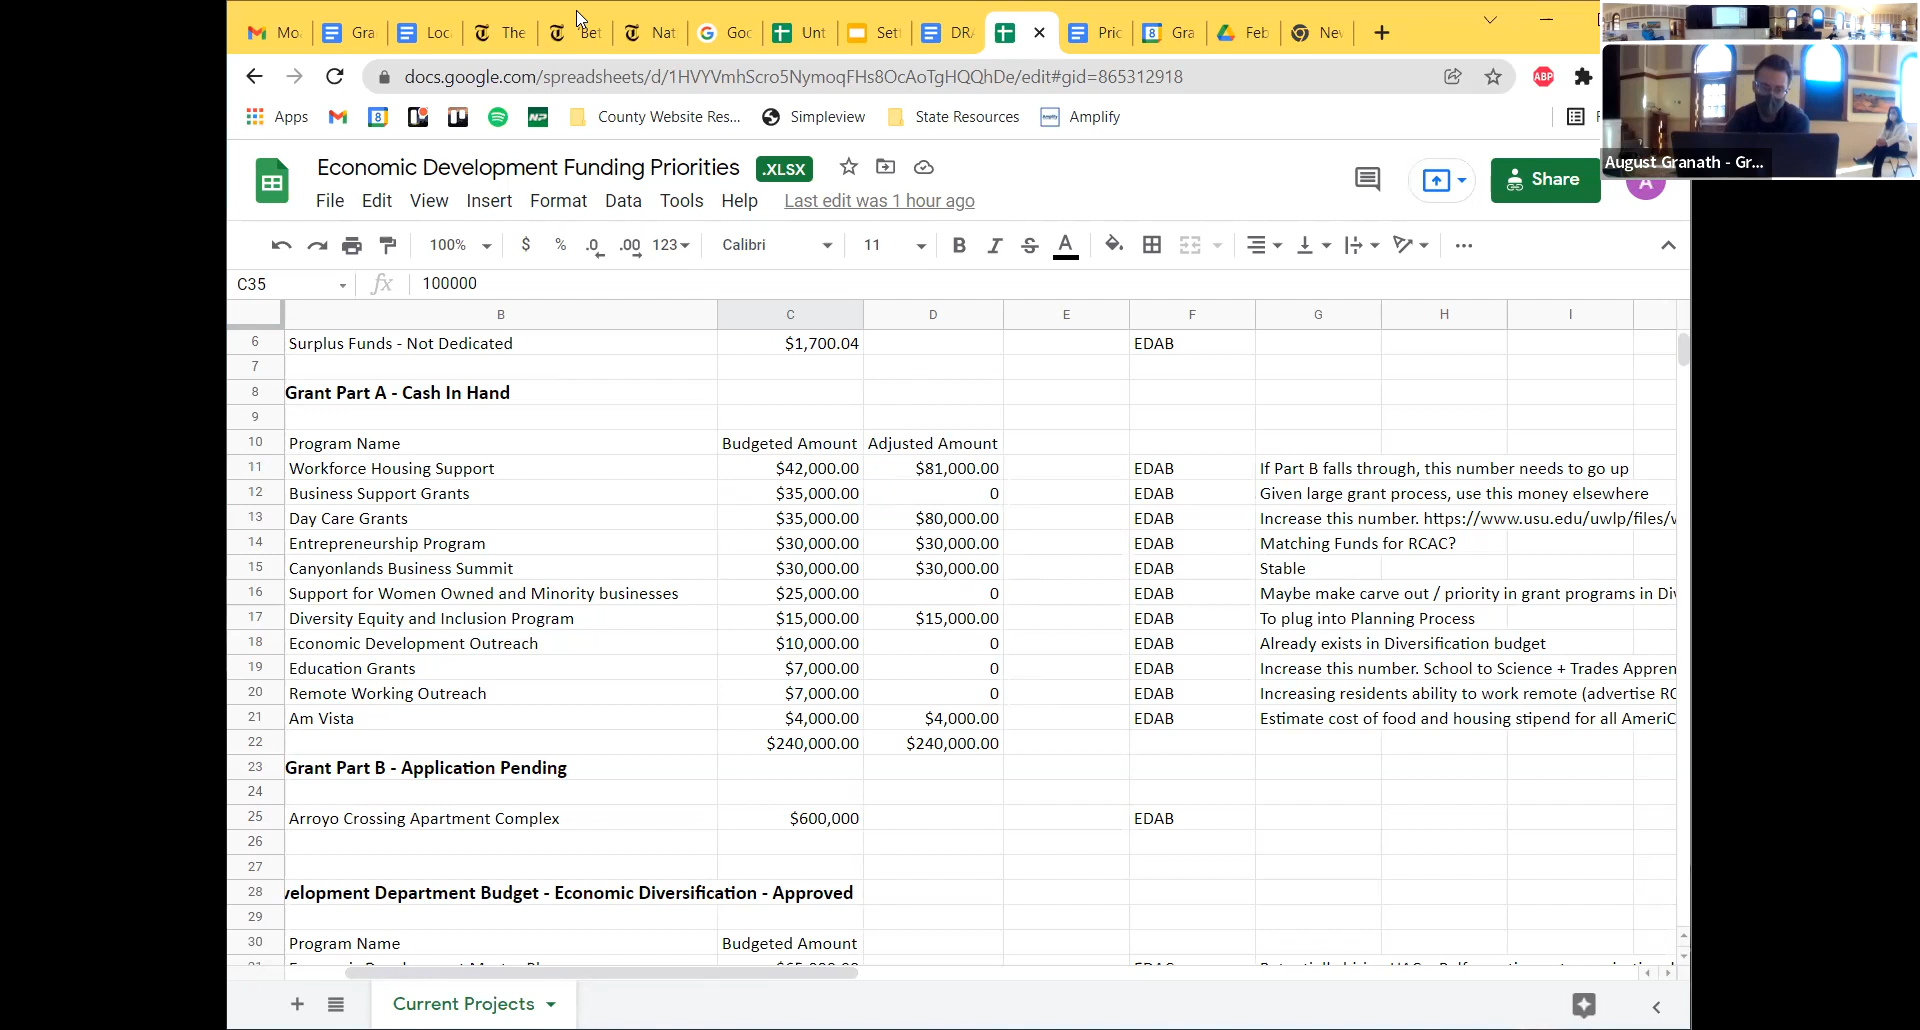 Mo
Gra
Loc
The
Bet
Nat
Goc
Unt
Set
DRA
Pric
Gra
Feb
Nev
docs.google.com/spreadsheets/d/1HVYVmhScro5NymoqFHs8OcAoTgHQQhDe/edit#gid=865312918
ABP
Apps
8
NP
County Website Res...
Simpleview
State Resources
Amplify
Amplify
August Granath - Gr...
Economic Development Funding Priorities
.XLSX
Share
A
File Edit View Insert Format Data Tools Help Last edit was 1 hour ago
100% $ % .0 .00 123 Calibri 11 B I S A
C35 fx 100000
B C D E F G H I
6 Surplus Funds - Not Dedicated $1,700.04 EDAB
7
8 Grant Part A - Cash In Hand
9
10 Program Name Budgeted Amount Adjusted Amount
11 Workforce Housing Support $42,000.00 $81,000.00 EDAB If Part B falls through, this number needs to go up
12 Business Support Grants $35,000.00 0 EDAB Given large grant process, use this money elsewhere
13 Day Care Grants $35,000.00 $80,000.00 EDAB Increase this number. https://www.usu.edu/uwlp/files/v
14 Entrepreneurship Program $30,000.00 $30,000.00 EDAB Matching Funds for RCAC?
15 Canyonlands Business Summit $30,000.00 $30,000.00 EDAB Stable
16 Support for Women Owned and Minority businesses $25,000.00 0 EDAB Maybe make carve out / priority in grant programs in Div
17 Diversity Equity and Inclusion Program $15,000.00 $15,000.00 EDAB To plug into Planning Process
18 Economic Development Outreach $10,000.00 0 EDAB Already exists in Diversification budget
19 Education Grants $7,000.00 0 EDAB Increase this number. School to Science + Trades Appren
20 Remote Working Outreach $7,000.00 0 EDAB Increasing residents ability to work remote (advertise RC
21 Am Vista $4,000.00 $4,000.00 EDAB Estimate cost of food and housing stipend for all AmeriC
22 $240,000.00 $240,000.00
23 Grant Part B - Application Pending
24
25 Arroyo Crossing Apartment Complex $600,000 EDAB
26
27
28 velopment Department Budget - Economic Diversification - Approved
29
30 Program Name Budgeted Amount
Current Projects